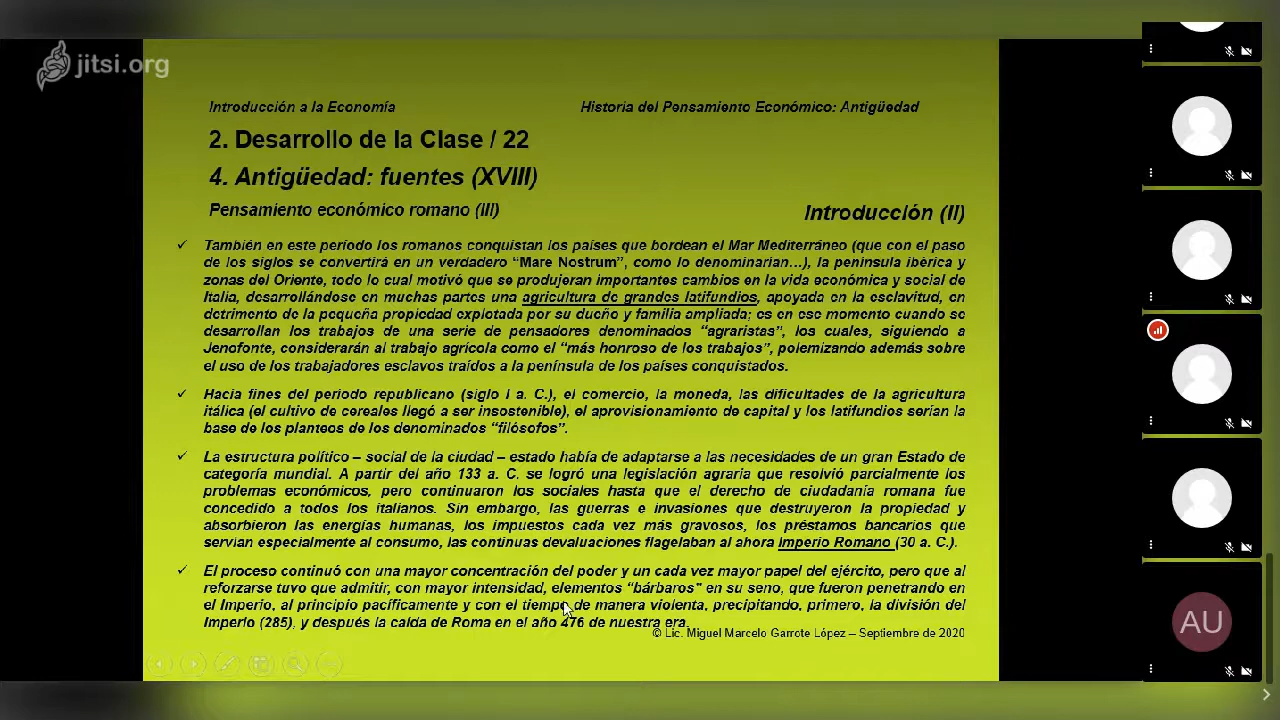 jitsi.org
Introducción a la Economía
Historia del Pensamiento Económico: Antigüedad
2. Desarrollo de la Clase / 22
4. Antigüedad: fuentes (XVIII)
Pensamiento económico romano (III)
Introducción (II)
✓ También en este período los romanos conquistan los países que bordean el Mar Mediterráneo (que con el paso
de los siglos se convertirá en un verdadero “Mare Nostrum”, como lo denominarían…), la península ibérica y
zonas del Oriente, todo lo cual motivó que se produjeran importantes cambios en la vida económica y social de
Italia, desarrollándose en muchas partes una agricultura de grandes latifundios, apoyada en la esclavitud, en
detrimento de la pequeña propiedad explotada por su dueño y familia ampliada; es en ese momento cuando se
desarrollan los trabajos de una serie de pensadores denominados “agraristas”, los cuales, siguiendo a
Jenofonte, considerarán al trabajo agrícola como el “más honroso de los trabajos”, polemizando además sobre
el uso de los trabajadores esclavos traídos a la península de los países conquistados.
✓ Hacia fines del período republicano (siglo I a. C.), el comercio, la moneda, las dificultades de la agricultura
itálica (el cultivo de cereales llegó a ser insostenible), el aprovisionamiento de capital y los latifundios serían la
base de los planteos de los denominados “filósofos”.
✓ La estructura político – social de la ciudad – estado había de adaptarse a las necesidades de un gran Estado de
categoría mundial. A partir del año 133 a. C. se logró una legislación agraria que resolvió parcialmente los
problemas económicos, pero continuaron los sociales hasta que el derecho de ciudadanía romana fue
concedido a todos los italianos. Sin embargo, las guerras e invasiones que destruyeron la propiedad y
absorbieron las energías humanas, los impuestos cada vez más gravosos, los préstamos bancarios que
servían especialmente al consumo, las continuas devaluaciones flagelaban al ahora Imperio Romano (30 a. C.).
✓ El proceso continuó con una mayor concentración del poder y un cada vez mayor papel del ejército, pero que al
reforzarse tuvo que admitir, con mayor intensidad, elementos “bárbaros” en su seno, que fueron penetrando en
el Imperio, al principio pacíficamente y con el tiempo de manera violenta, precipitando, primero, la división del
Imperio (285), y después la caída de Roma en el año 476 de nuestra era.
© Lic. Miguel Marcelo Garrote López – Septiembre de 2020
AU